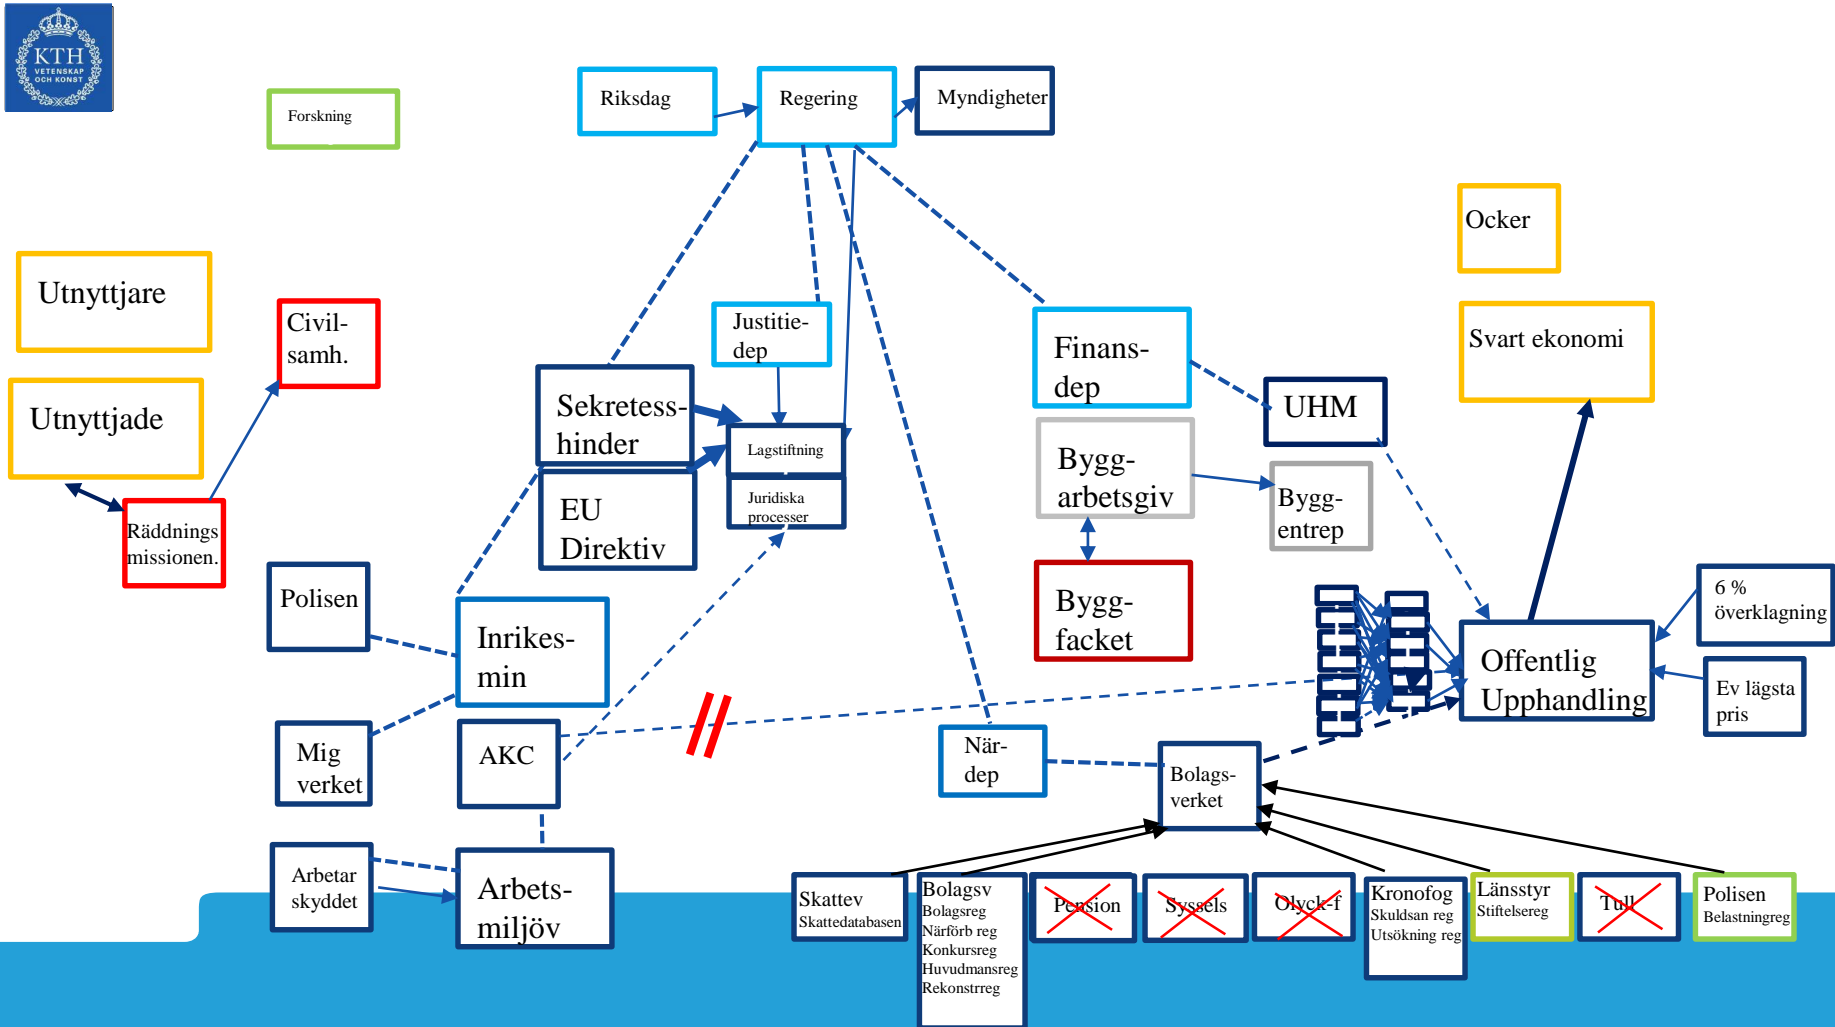 KTH
VETENSKAP
OCH KONST
Forskning
Riksdag
Regering
Myndigheter
Ocker
Utnyttjare
Civil-
samh.
Justitie-
dep
Finans-
dep
Svart ekonomi
Utnyttjade
Sekretess-
hinder
UHM
Lagstiftning
Bygg-
arbetsgiv
EU
Direktiv
Juridiska
processer
Bygg-
entrep
Räddnings
missionen.
Polisen
Inrikes-
min
Bygg-
facket
6 %
överklagning
Offentlig
Upphandling
Ev lägsta
pris
Mig
verket
AKC
När-
dep
Bolags-
verket
Arbetar
skyddet
Arbets-
miljöv
Skattev
Skattedatabasen
Bolagsv
Bolagsreg
Närförb reg
Konkursreg
Huvudmansreg
Rekonstrreg
Pension
Syssels
Olyck-f
Kronofog
Skuldsan reg
Utsökning reg
Länsstyr
Stiftelsereg
Tull
Polisen
Belastningreg